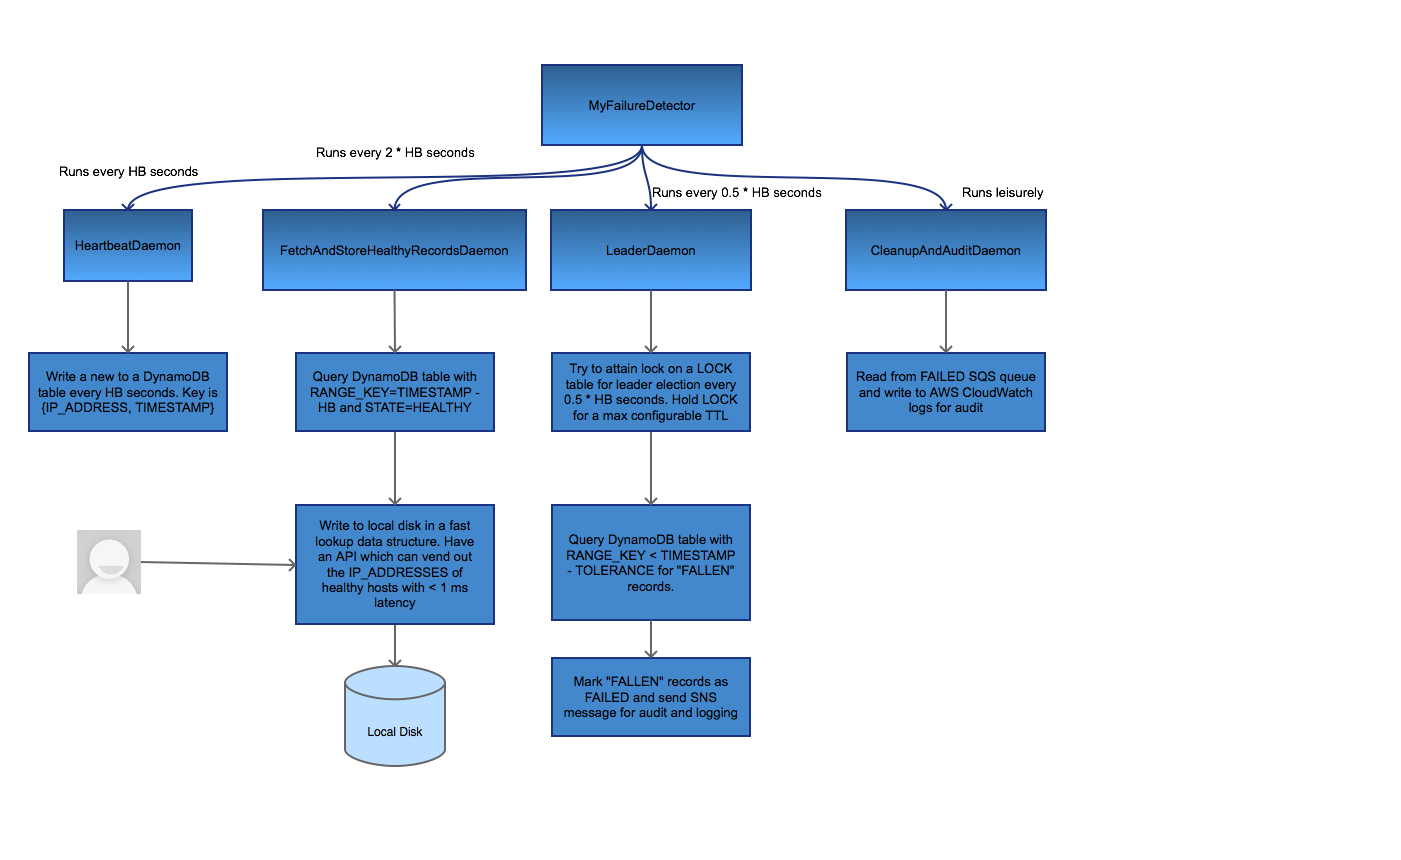 MyFailureDetector
Runs every 2 * HB seconds
Runs every HB seconds
Runs every 0.5 * HB seconds
Runs leisurely
HeartbeatDaemon
FetchAndStoreHealthyRecordsDaemon
LeaderDaemon
CleanupAndAuditDaemon
Write a new to a DynamoDB
table every HB seconds. Key is
{IP_ADDRESS, TIMESTAMP}
Query DynamoDB table with
RANGE_KEY=TIMESTAMP -
HB and STATE=HEALTHY
Try to attain lock on a LOCK
table for leader election every
0.5 * HB seconds. Hold LOCK
for a max configurable TTL
Read from FAILED SQS queue
and write to AWS CloudWatch
logs for audit
Write to local disk in a fast
lookup data structure. Have
an API which can vend out
the IP_ADDRESSES of
healthy hosts with < 1 ms
latency
Query DynamoDB table with
RANGE_KEY < TIMESTAMP
- TOLERANCE for "FALLEN"
records.
Mark "FALLEN" records as
FAILED and send SNS
message for audit and logging
Local Disk